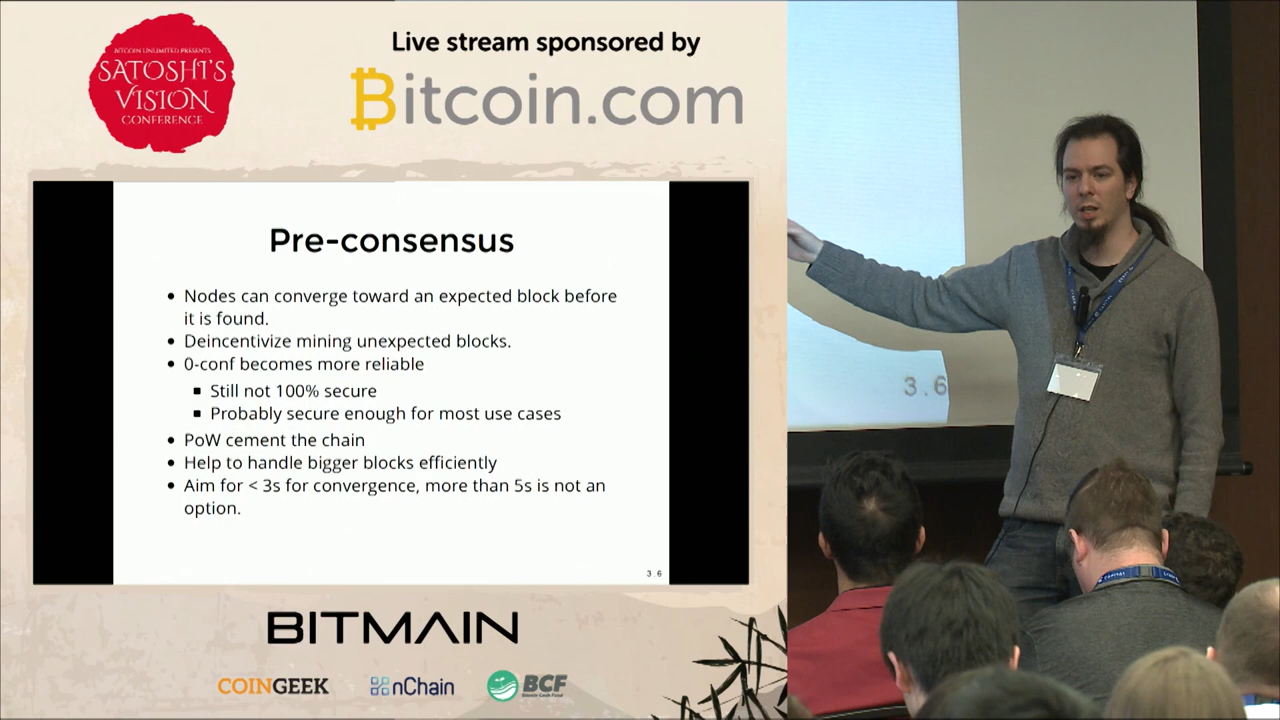 BITCOIN UNLIMITED PRESENTS
SATOSHI'S
VISION
CONFERENCE
Live stream sponsored by
Bitcoin.com
Pre-consensus
Nodes can converge toward an expected block before
it is found.
Deincentivize mining unexpected blocks.
0-conf becomes more reliable
Still not 100% secure
Probably secure enough for most use cases
PoW cement the chain
Help to handle bigger blocks efficiently
Aim for < 3s for convergence, more than 5s is not an
option.
3.6
3.6
BITMAIN
COINGEEK
nChain
BCF